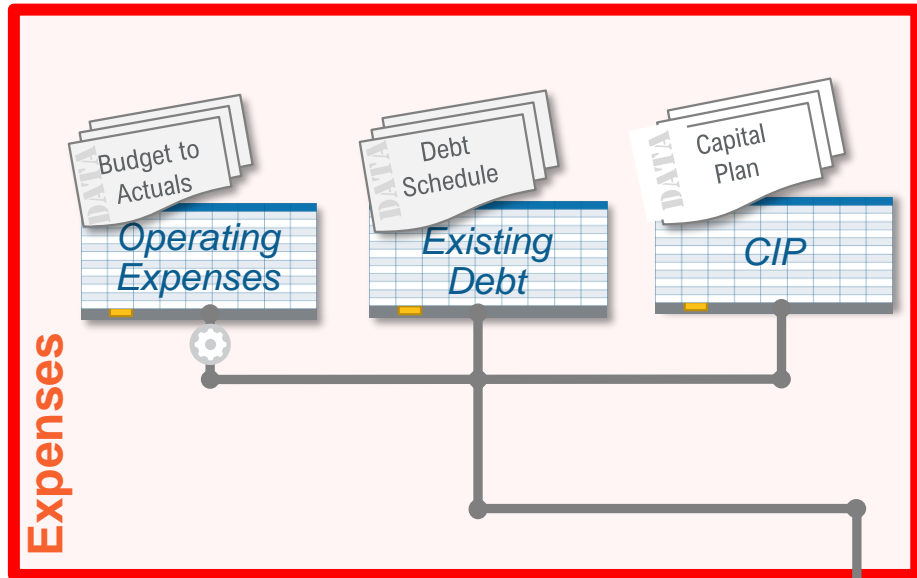 DATA
Budget to
Actuals
Operating
Expenses
DATA
Debt
Schedule
Existing
Debt
DATA
Capital
Plan
CIP
Expenses